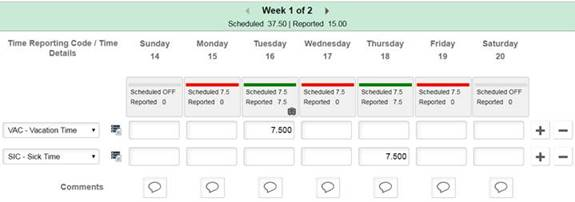 Week 1 of 2
Scheduled 37.50 | Reported 15.00
Time Reporting Code / Time Details
Sunday 14
Monday 15
Tuesday 16
Wednesday 17
Thursday 18
Friday 19
Saturday 20
Scheduled OFF
Reported 0
Scheduled 7.5
Reported 0
Scheduled 7.5
Reported 7.5
Scheduled 7.5
Reported 0
Scheduled 7.5
Reported 7.5
Scheduled 7.5
Reported 0
Scheduled OFF
Reported 0
VAC - Vacation Time
7.500
SIC - Sick Time
7.500
Comments